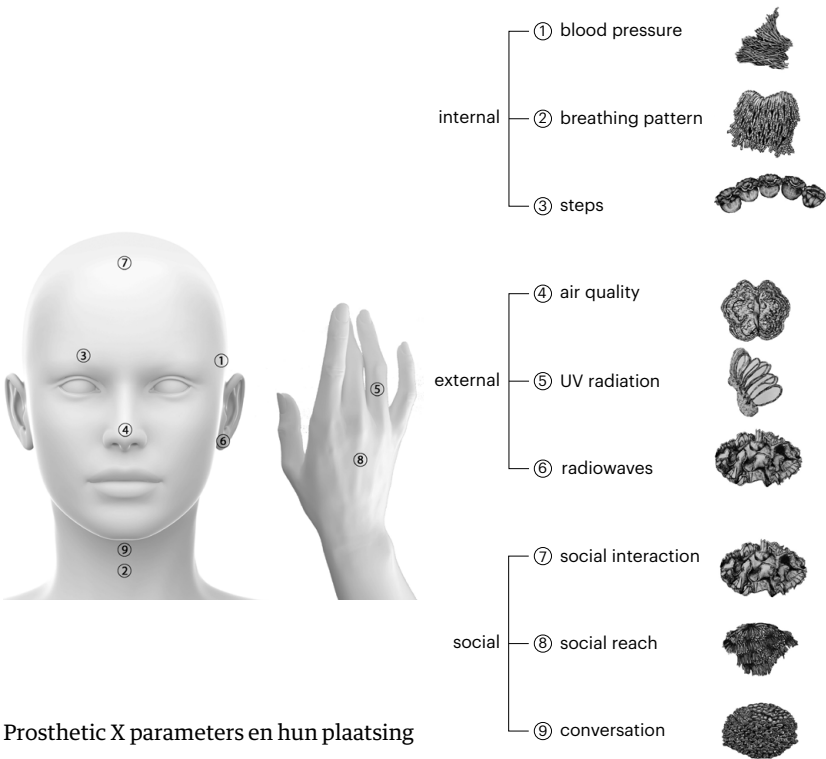 ① blood pressure
internal
② breathing pattern
③ steps
④ air quality
external
⑤ UV radiation
⑥ radiowaves
⑦ social interaction
social
⑧ social reach
⑨ conversation
⑦
③
①
④
⑥
⑨
②
⑤
⑧
Prosthetic X parameters en hun plaatsing